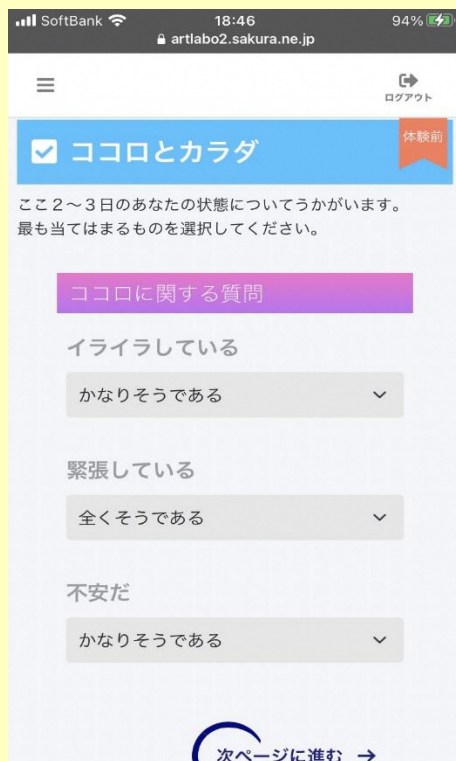 SoftBank 18:46 94%
artlabo2.sakura.ne.jp
ログアウト
体験前
ココロとカラダ
ここ2〜3日のあなたの状態についてうかがいます。
最も当てはまるものを選択してください。
ココロに関する質問
イライラしている
かなりそうである
緊張している
全くそうである
不安だ
かなりそうである
次ページに進む →